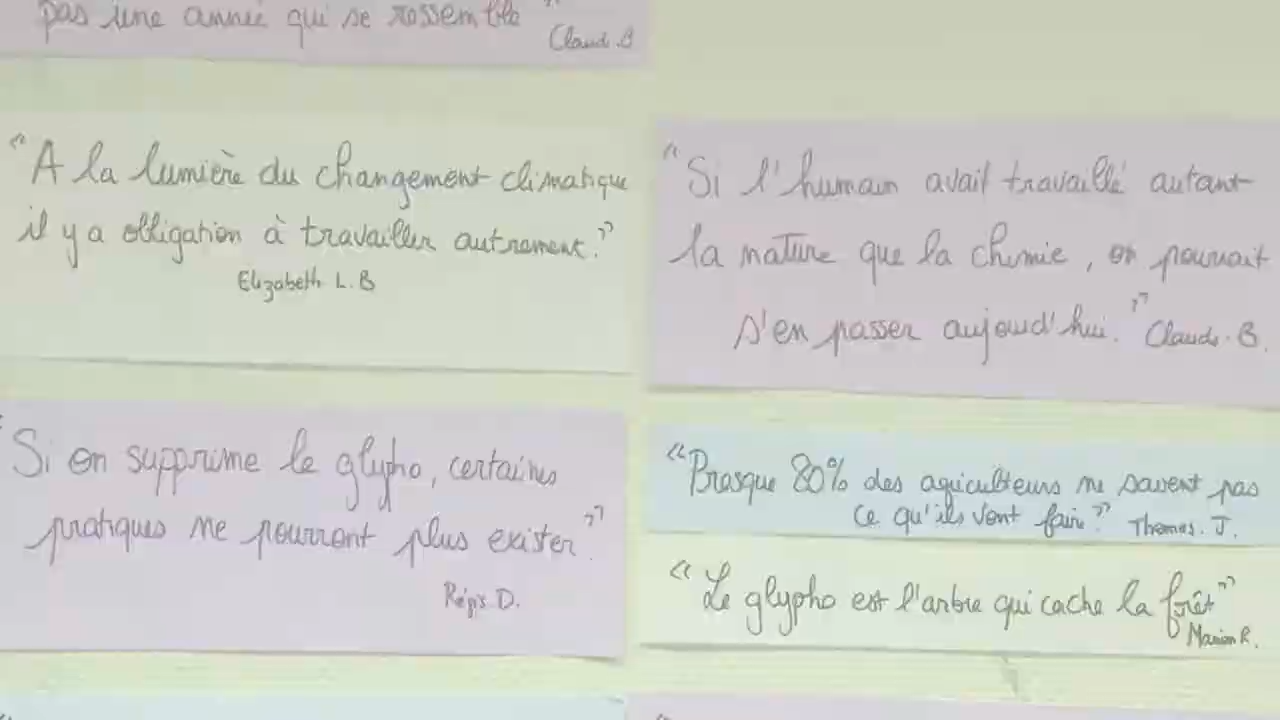 pas une année qui se ressemble"
Claud. B
"A la lumière du changement climatique
il y a obligation à travailler autrement."
Elizabeth L.B
"Si l'humain avait travaillé autant
la nature que la chimie, on pourrait
s'en passer aujourd'hui." Claude. B.
Si on supprime le glypho, certaines
pratiques ne pourront plus exister"
Régis. D.
"Presque 80% des agriculteurs ne savent pas
ce qu'ils vont faire" Thomas. J.
"Le glypho est l'arbre qui cache la forêt"
Marion R.